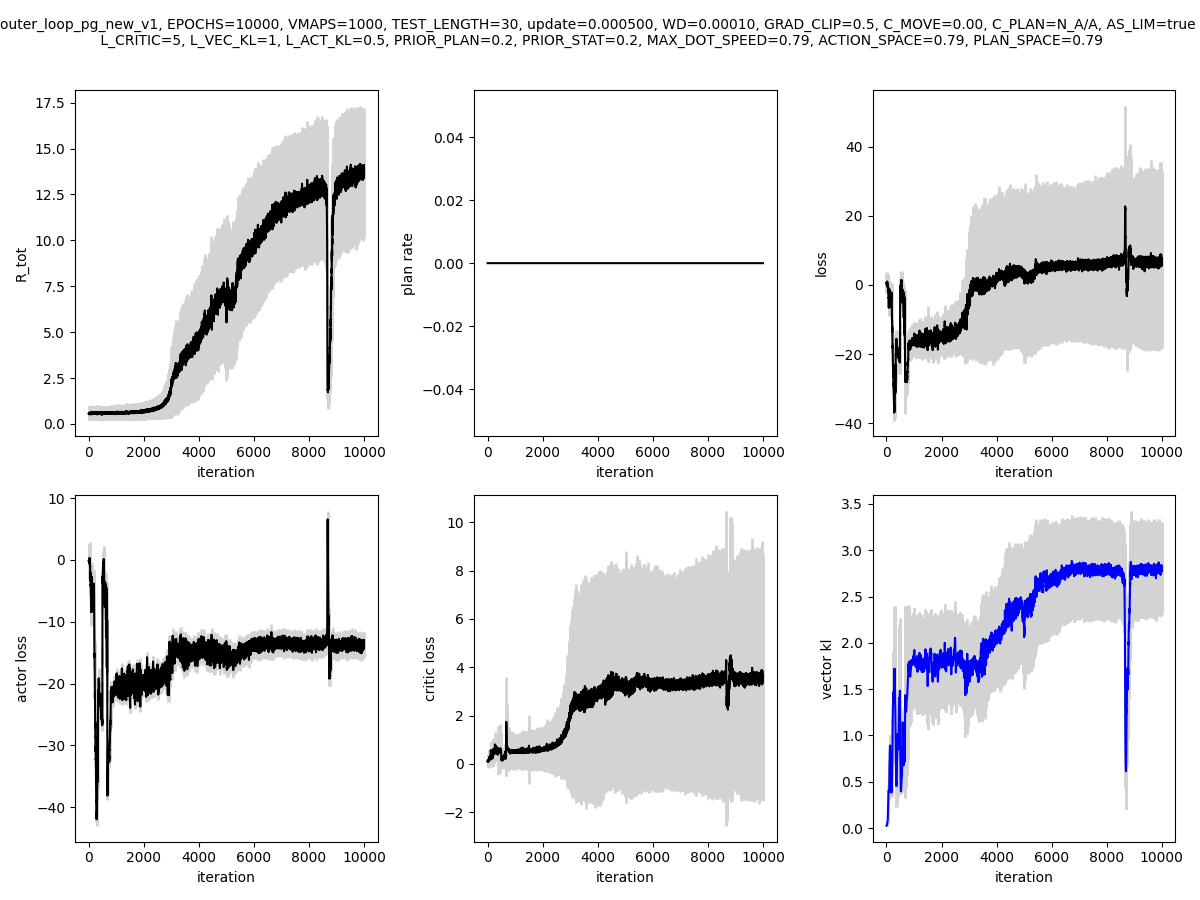 outer_loop_pg_new_v1, EPOCHS=10000, VMAPS=1000, TEST_LENGTH=30, update=0.000500, WD=0.00010, GRAD_CLIP=0.5, C_MOVE=0.00, C_PLAN=N_A/A, AS_LIM=true
L_CRITIC=5, L_VEC_KL=1, L_ACT_KL=0.5, PRIOR_PLAN=0.2, PRIOR_STAT=0.2, MAX_DOT_SPEED=0.79, ACTION_SPACE=0.79, PLAN_SPACE=0.79
R_tot
17.5
15.0
12.5
10.0
7.5
5.0
2.5
0.0
0 2000 4000 6000 8000 10000
iteration
plan rate
0.04
0.02
0.00
−0.02
−0.04
0 2000 4000 6000 8000 10000
iteration
loss
40
20
0
−20
−40
0 2000 4000 6000 8000 10000
iteration
actor loss
10
0
−10
−20
−30
−40
0 2000 4000 6000 8000 10000
iteration
critic loss
10
8
6
4
2
0
−2
0 2000 4000 6000 8000 10000
iteration
vector kl
3.5
3.0
2.5
2.0
1.5
1.0
0.5
0.0
0 2000 4000 6000 8000 10000
iteration